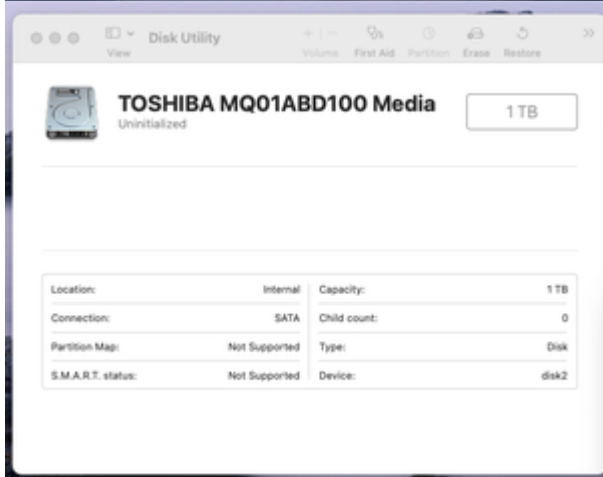 Disk Utility
View
Volume First Aid Partition Erase Restore
TOSHIBA MQ01ABD100 Media
Uninitialized
1 TB
Location: Internal
Capacity: 1 TB
Connection: SATA
Child count: 0
Partition Map: Not Supported
Type: Disk
S.M.A.R.T. status: Not Supported
Device: disk2